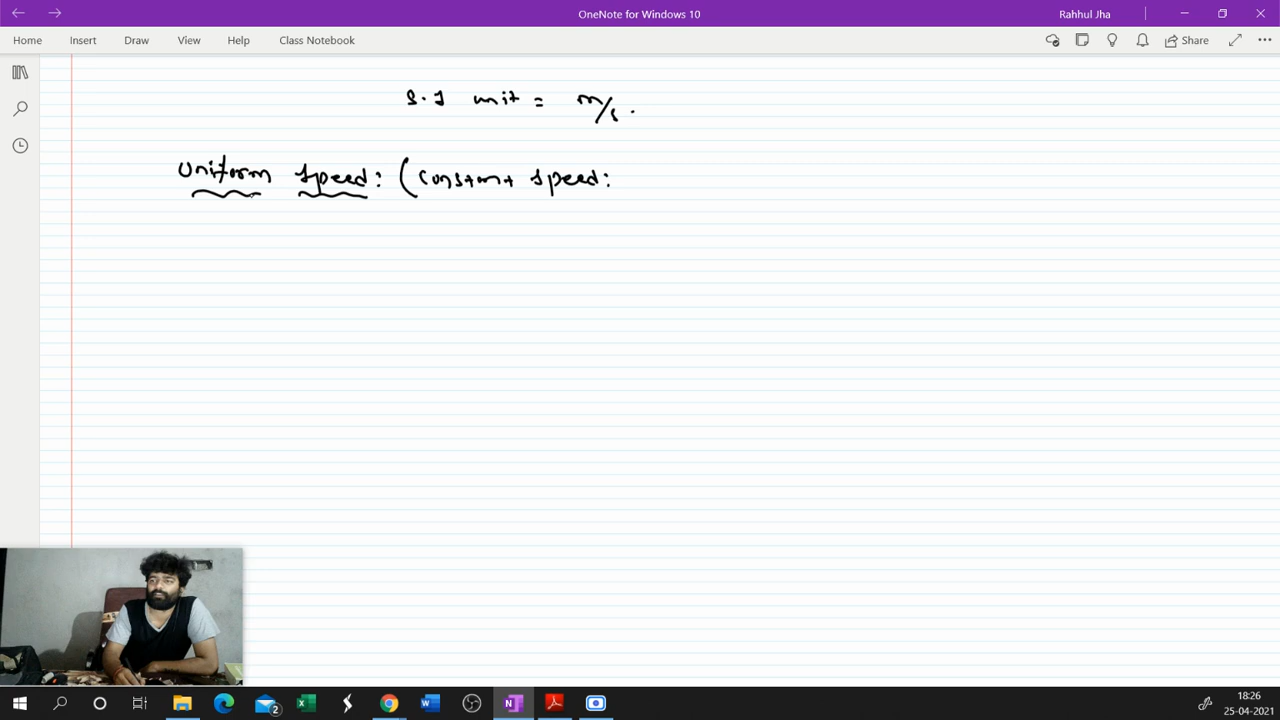 OneNote for Windows 10
Rahhul Jha
Home Insert Draw View Help Class Notebook
Share
S.I unit = m/s.
Uniform speed: (constant speed:
2
18:26
25-04-2021